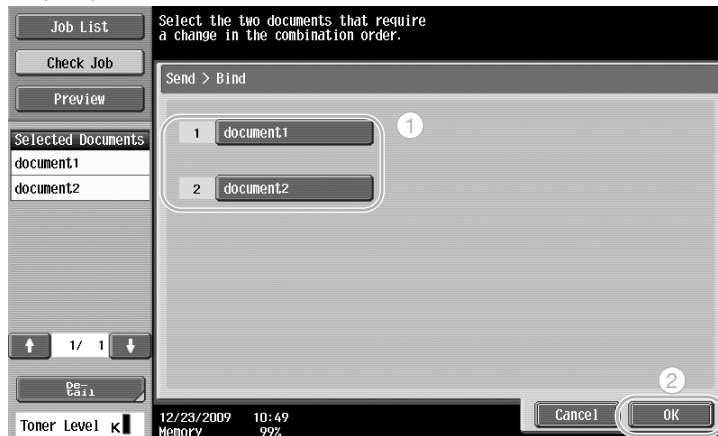 Job List
Check Job
Preview
Selected Documents
document1
document2
1/ 1
De-
tail
Toner Level K
Select the two documents that require
a change in the combination order.
Send > Bind
1 document1
1
2 document2
2
12/23/2009 10:49
Memory 99%
Cancel
OK